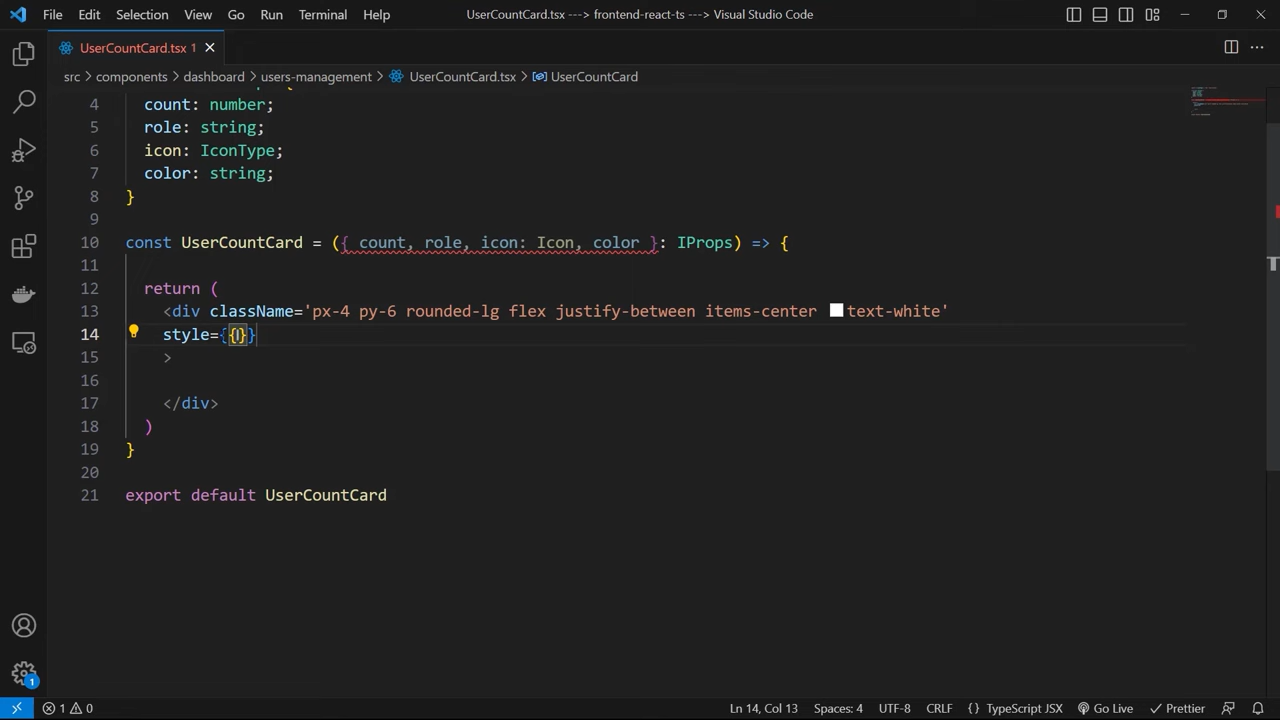 File Edit Selection View Go Run Terminal Help UserCountCard.tsx ---> frontend-react-ts ---> Visual Studio Code
UserCountCard.tsx 1
src > components > dashboard > users-management > UserCountCard.tsx > UserCountCard
4 count: number;
5 role: string;
6 icon: IconType;
7 color: string;
8 }
9
10 const UserCountCard = ({ count, role, icon: Icon, color }: IProps) => {
11
12 return (
13 <div className='px-4 py-6 rounded-lg flex justify-between items-center text-white'
14 style={{}}
15 >
16
17 </div>
18 )
19 }
20
21 export default UserCountCard
1
1 0 Ln 14, Col 13 Spaces: 4 UTF-8 CRLF {} TypeScript JSX Go Live Prettier